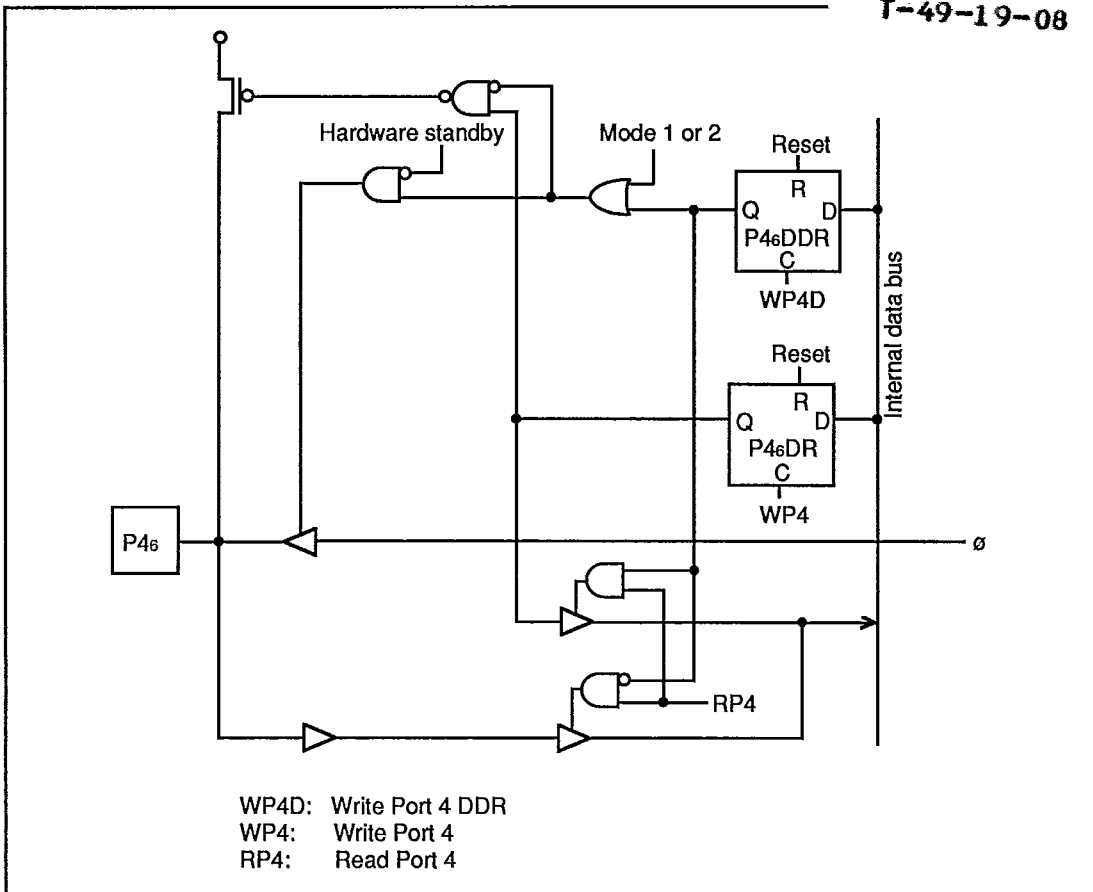 T-49-19-08
Hardware standby
Mode 1 or 2
Reset
R
Q
D
P4₆DDR
C
WP4D
Internal data bus
Reset
R
Q
D
P4₆DR
C
WP4
P4₆
ø
RP4
WP4D: Write Port 4 DDR
WP4: Write Port 4
RP4: Read Port 4